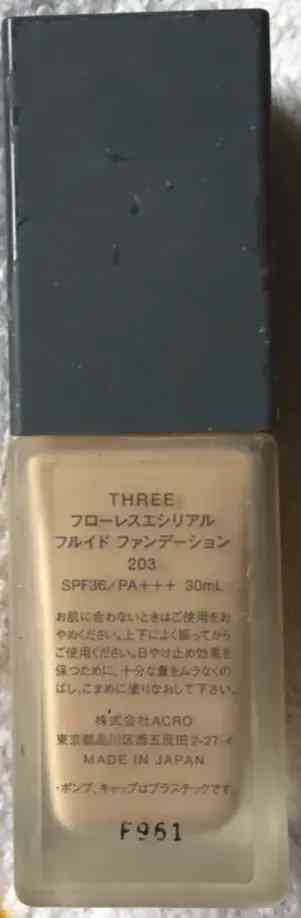 THREE
フローレスエシリアル
フルイド ファンデーション
203
SPF36/PA+++ 30mL
お肌に合わないときはご使用をお
やめください。上下によく振ってから
ご使用ください。日やけ止め効果を
保つために、十分な量をムラなくの
ばし、こまめに塗りなおして下さい。
株式会社ACRO
東京都品川区西五反田2-27-4
MADE IN JAPAN
・ポンプ、キャップはプラスチックです。
F961